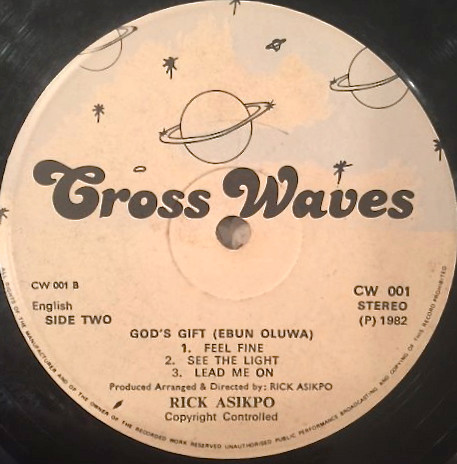 Cross Waves
CW 001 B
CW 001
English
STEREO
SIDE TWO
(P) 1982
GOD'S GIFT (EBUN OLUWA)
1. FEEL FINE
2. SEE THE LIGHT
3. LEAD ME ON
Produced Arranged & Directed by: RICK ASIKPO
RICK ASIKPO
Copyright Controlled
ALL RIGHTS OF THE MANUFACTURER AND OF THE OWNER OF THE RECORDED WORK RESERVED UNAUTHORISED PUBLIC PERFORMANCE BROADCASTING AND COPYING OF THIS RECORD PROHIBITED